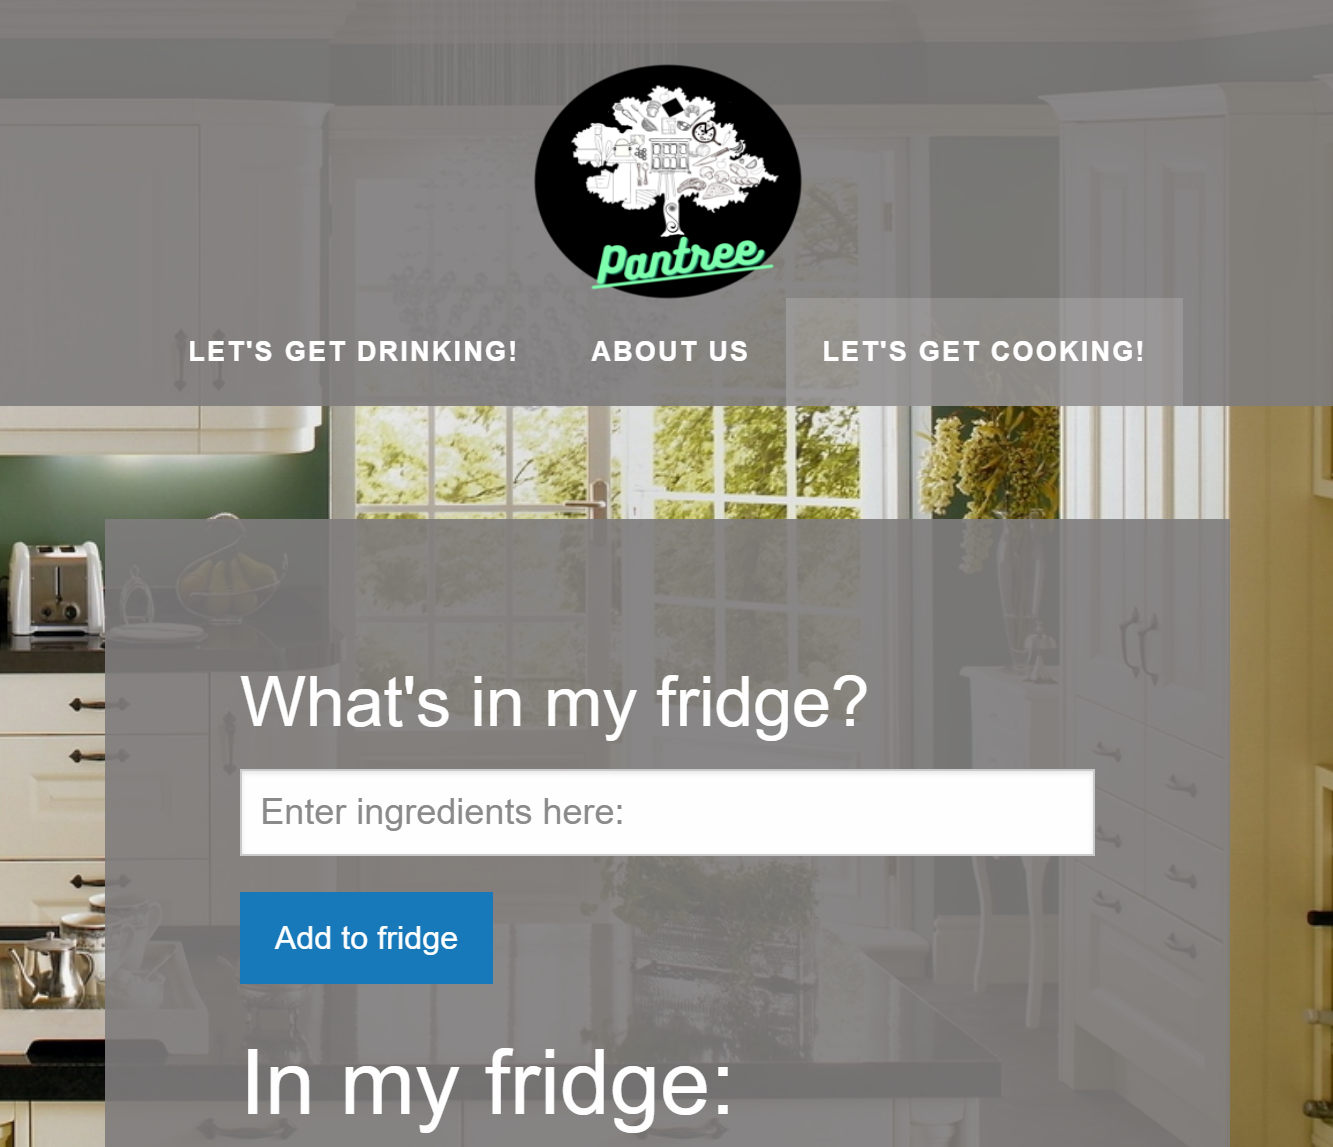 Pantree
LET'S GET DRINKING!
ABOUT US
LET'S GET COOKING!
What's in my fridge?
Enter ingredients here:
Add to fridge
In my fridge: